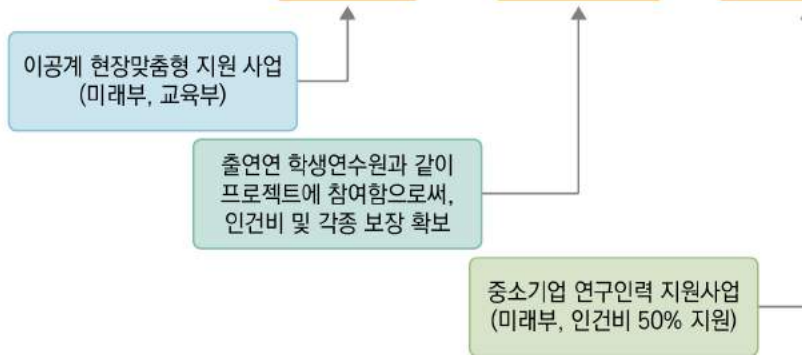 이공계 현장맞춤형 지원 사업
(미래부, 교육부)
출연연 학생연수원과 같이
프로젝트에 참여함으로써,
인건비 및 각종 보장 확보
중소기업 연구인력 지원사업
(미래부, 인건비 50% 지원)